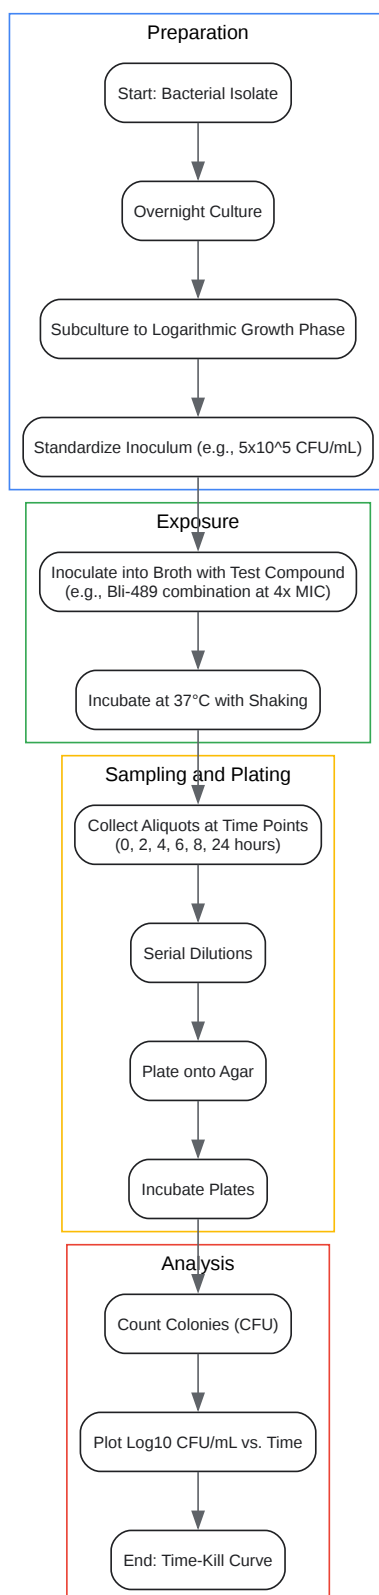 Preparation
Start: Bacterial Isolate
Overnight Culture
Subculture to Logarithmic Growth Phase
Standardize Inoculum (e.g., 5x10^5 CFU/mL)
Exposure
Inoculate into Broth with Test Compound
(e.g., Bli-489 combination at 4x MIC)
Incubate at 37°C with Shaking
Sampling and Plating
Collect Aliquots at Time Points
(0, 2, 4, 6, 8, 24 hours)
Serial Dilutions
Plate onto Agar
Incubate Plates
Analysis
Count Colonies (CFU)
Plot Log10 CFU/mL vs. Time
End: Time-Kill Curve